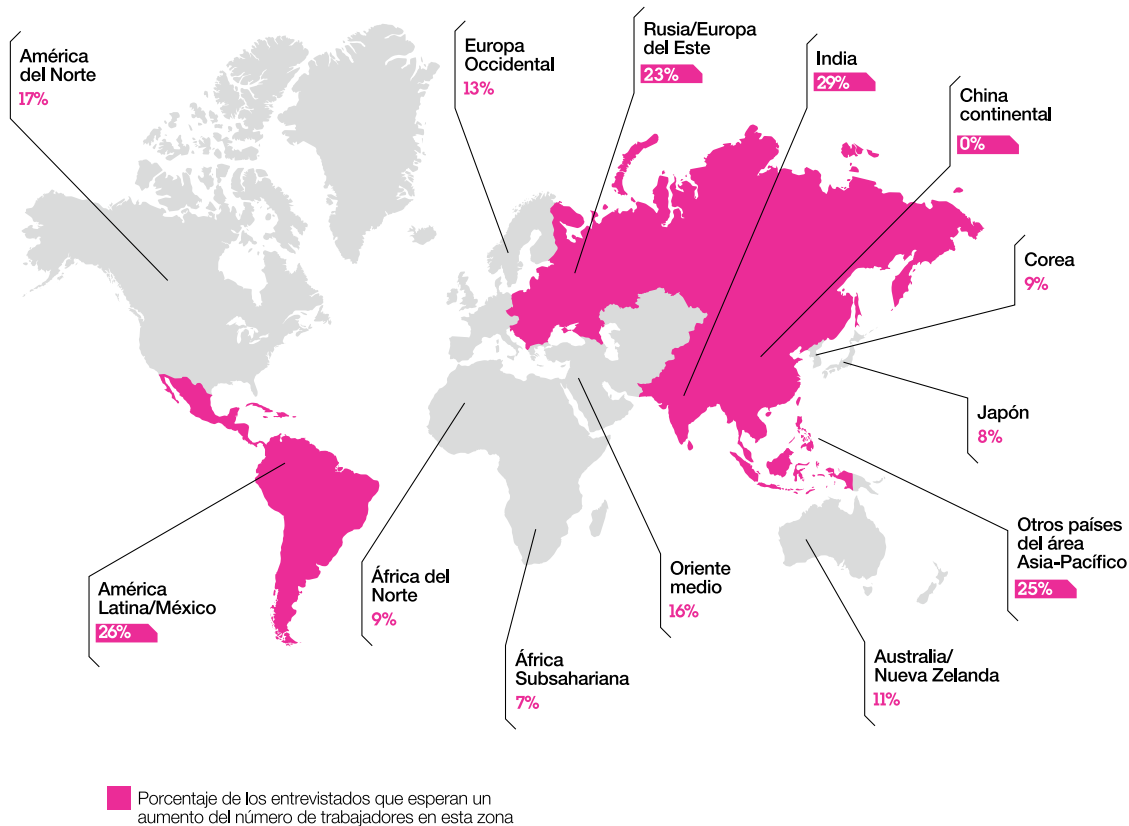 América
del Norte
17%
Europa
Occidental
13%
Rusia/Europa
del Este
23%
India
29%
China
continental
0%
Corea
9%
Japón
8%
Otros países
del área
Asia-Pacífico
25%
América
Latina/México
26%
África del
Norte
9%
África
Subsahariana
7%
Oriente
medio
16%
Australia/
Nueva Zelanda
11%
Porcentaje de los entrevistados que esperan un
aumento del número de trabajadores en esta zona